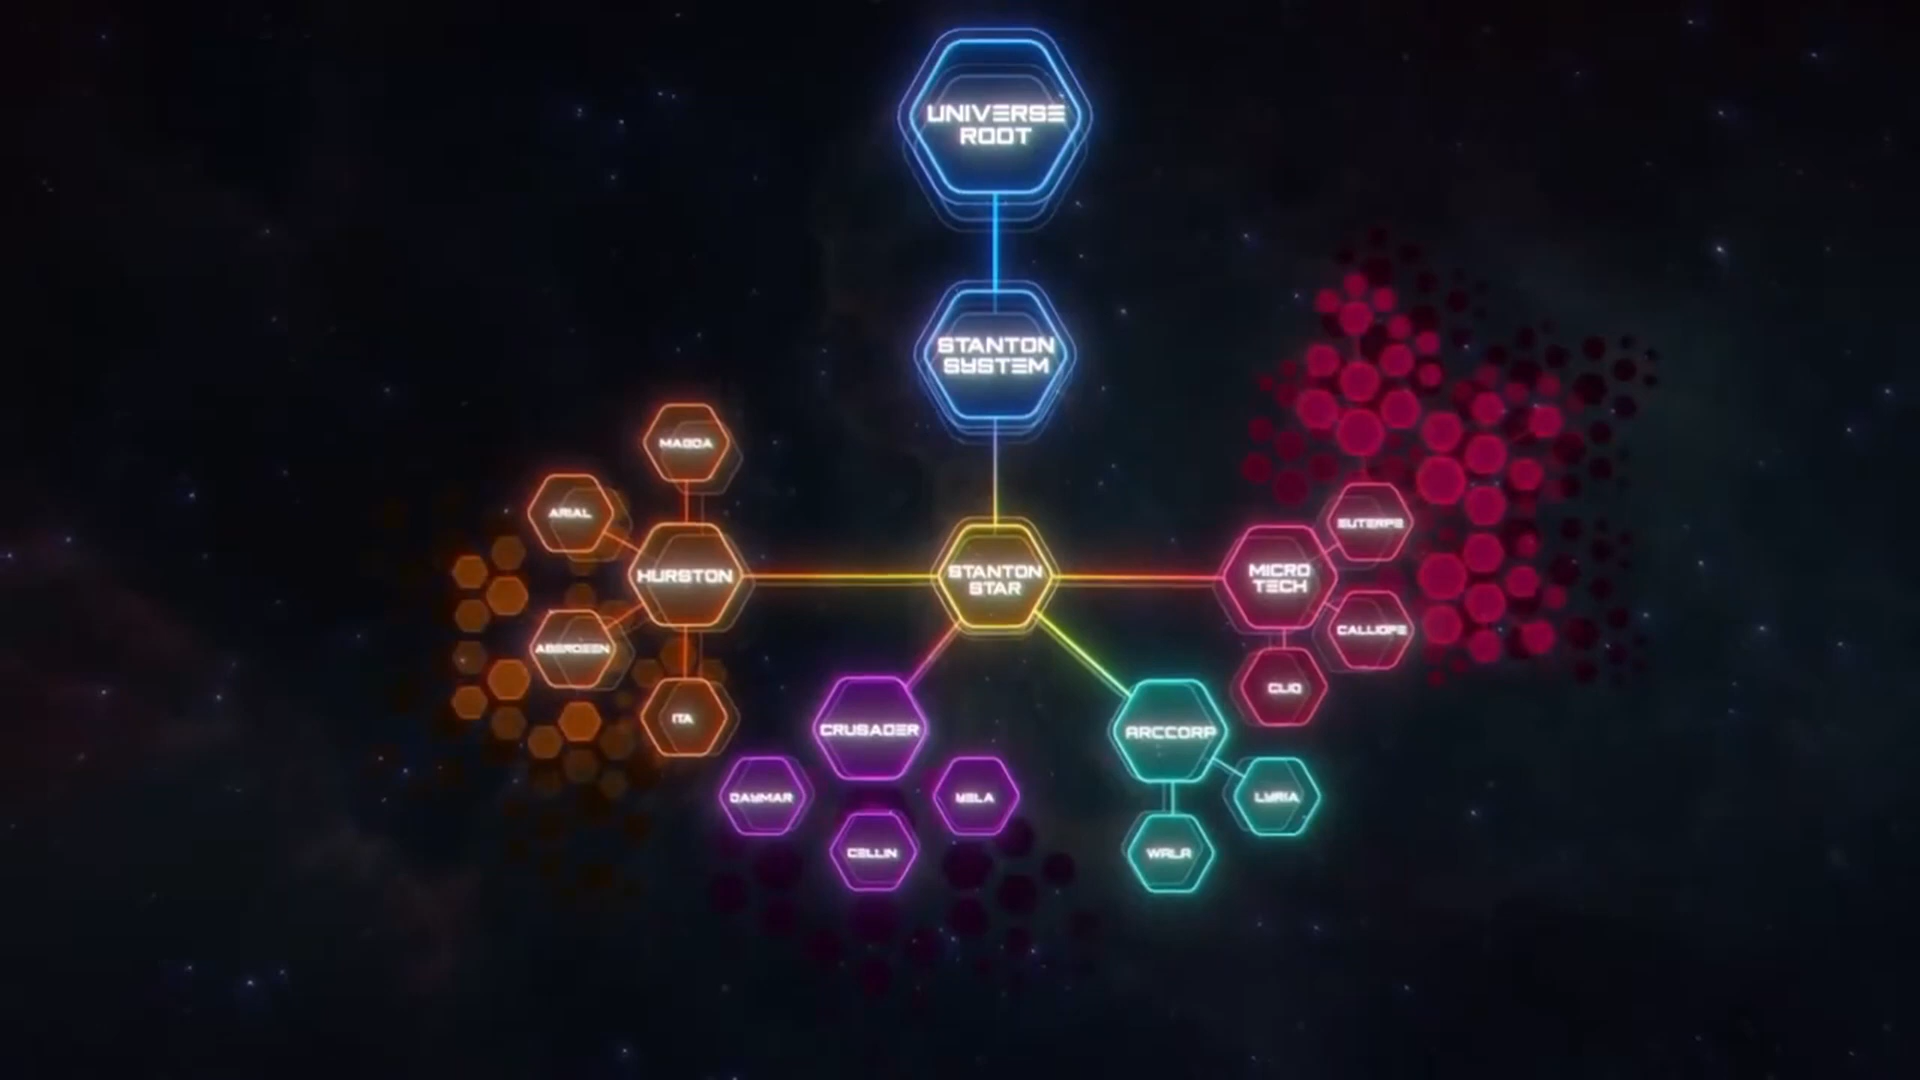 UNIVERSE
ROOT
STANTON
SYSTEM
MAGDA
ARIAL
HURSTON
ABERDEEN
ITA
STANTON
STAR
MICRO
TECH
EUTERPE
CALLIOPE
CLIO
CRUSADER
DAYMAR
YELA
CELLIN
ARCCORP
LYRIA
WALA